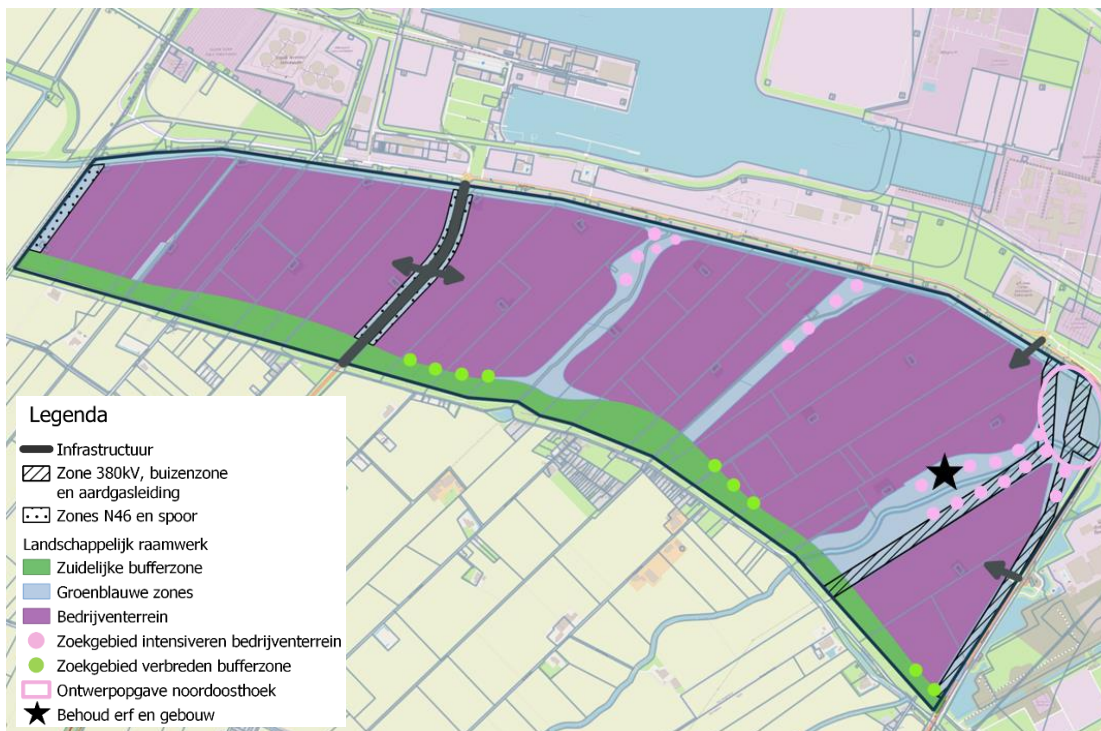 Legenda
Infrastructuur
Zone 380kV, buizenzone
en aardgasleiding
Zones N46 en spoor
Landschappelijk raamwerk
Zuidelijke bufferzone
Groenblauwe zones
Bedrijventerrein
Zoekgebied intensiveren bedrijventerrein
Zoekgebied verbreden bufferzone
Ontwerpopgave noordoosthoek
Behoud erf en gebouw